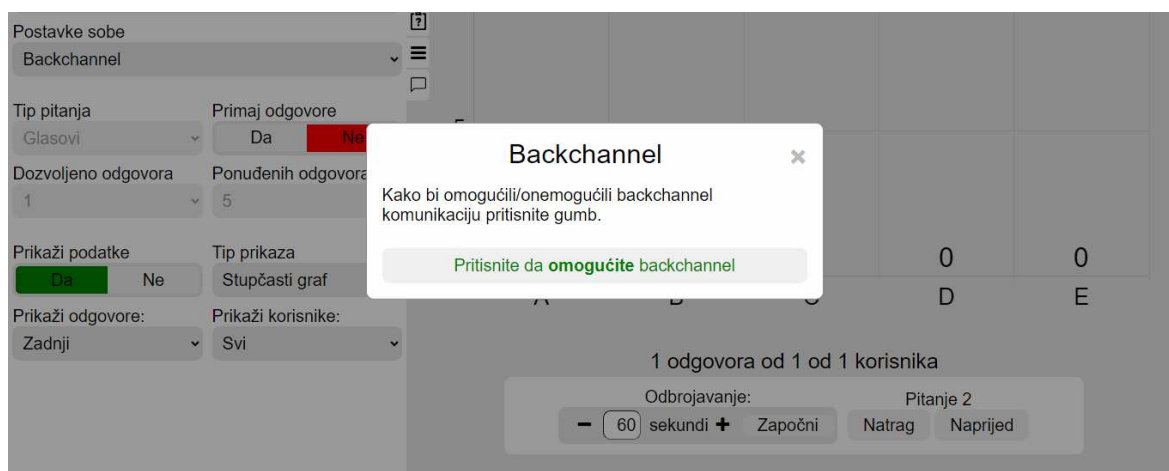 Postavke sobe
Backchannel
Tip pitanja
Primaj odgovore
Glasovi
Da
Ne
Dozvoljeno odgovora
Ponuđenih odgovora
1
5
Prikaži podatke
Tip prikaza
Da
Ne
Stupčasti graf
Prikaži odgovore:
Prikaži korisnike:
Zadnji
Svi
Backchannel
Kako bi omogućili/onemogućili backchannel
komunikaciju pritisnite gumb.
Pritisnite da omogućite backchannel
0
0
D
E
1 odgovora od 1 od 1 korisnika
Odbrojavanje:
Pitanje 2
60 sekundi
Započni
Natrag
Naprijed